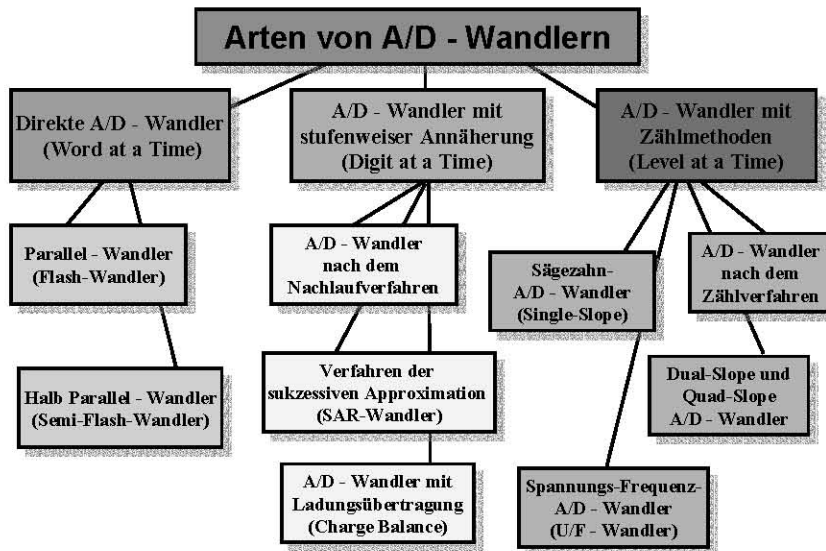 Arten von A/D - Wandlern
Direkte A/D - Wandler
(Word at a Time)
A/D - Wandler mit
stufenweiser Annäherung
(Digit at a Time)
A/D - Wandler mit
Zählmethoden
(Level at a Time)
Parallel - Wandler
(Flash-Wandler)
Halb Parallel - Wandler
(Semi-Flash-Wandler)
A/D - Wandler
nach dem
Nachlaufverfahren
Verfahren der
sukzessiven Approximation
(SAR-Wandler)
A/D - Wandler mit
Ladungsübertragung
(Charge Balance)
Sägezahn-
A/D - Wandler
(Single-Slope)
A/D - Wandler
nach dem
Zählverfahren
Dual-Slope und
Quad-Slope
A/D - Wandler
Spannungs-Frequenz-
A/D - Wandler
(U/F - Wandler)